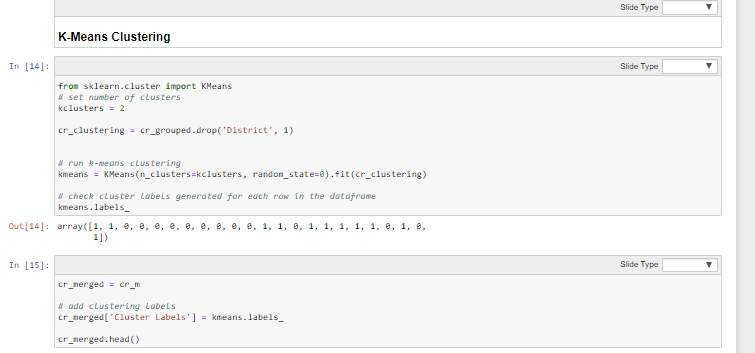 Slide Type
K-Means Clustering
In [14]:
Slide Type
from sklearn.cluster import KMeans
# set number of clusters
kclusters = 2
cr_clustering = cr_grouped.drop('District', 1)
# run k-means clustering
kmeans = KMeans(n_clusters=kclusters, random_state=0).fit(cr_clustering)
# check cluster labels generated for each row in the dataframe
kmeans.labels_
Out[14]: array([1, 1, 0, 0, 0, 0, 0, 0, 0, 0, 0, 1, 1, 0, 1, 1, 1, 1, 1, 0, 1, 0,
1])
In [15]:
Slide Type
cr_merged = cr_m
# add clustering labels
cr_merged['Cluster Labels'] = kmeans.labels_
cr_merged.head()